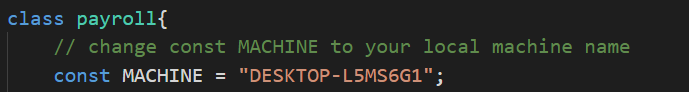 class payroll{
// change const MACHINE to your local machine name
const MACHINE = "DESKTOP-L5MS6G1";